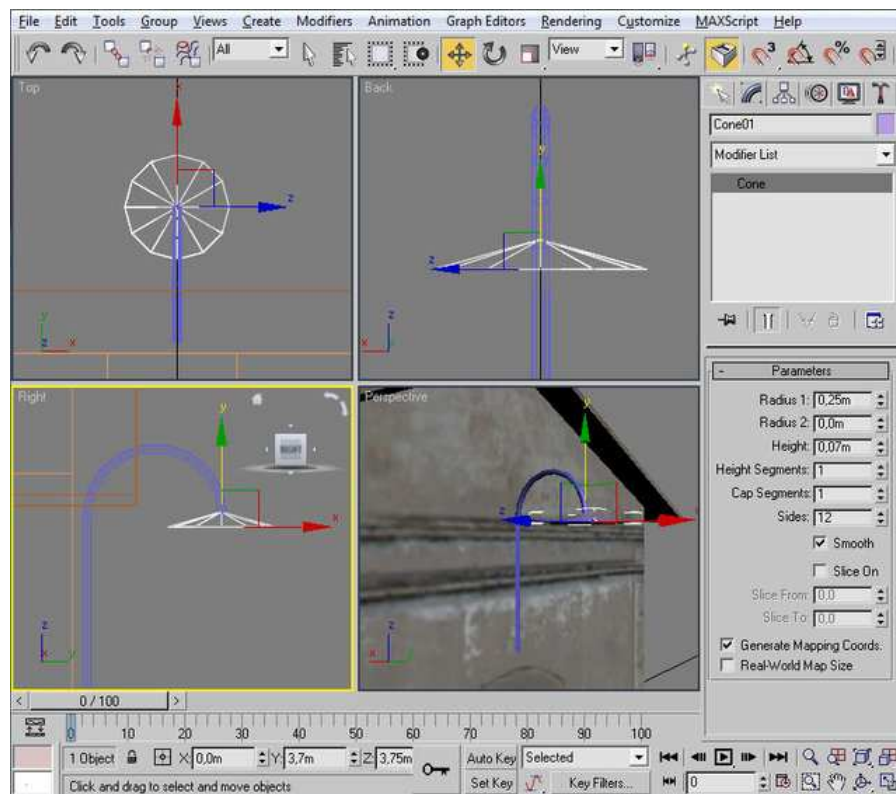 File Edit Tools Group Views Create Modifiers Animation Graph Editors Rendering Customize MAXScript Help
All View 3 %
Top
Back
Cone01
Modifier List
Cone
Right
Perspective
Parameters
Radius 1: 0,25m
Radius 2: 0,0m
Height: 0,07m
Height Segments: 1
Cap Segments: 1
Sides: 12
Smooth
Slice On
Slice From: 0,0
Slice To: 0,0
Generate Mapping Coords.
Real-World Map Size
RIGHT
x
y
z
0 / 100
0 10 20 30 40 50 60 70 80 90 100
1 Object X: 0,0m Y: 3,7m Z: 3,75m Auto Key Selected
Click and drag to select and move objects Set Key Key Filters... 0